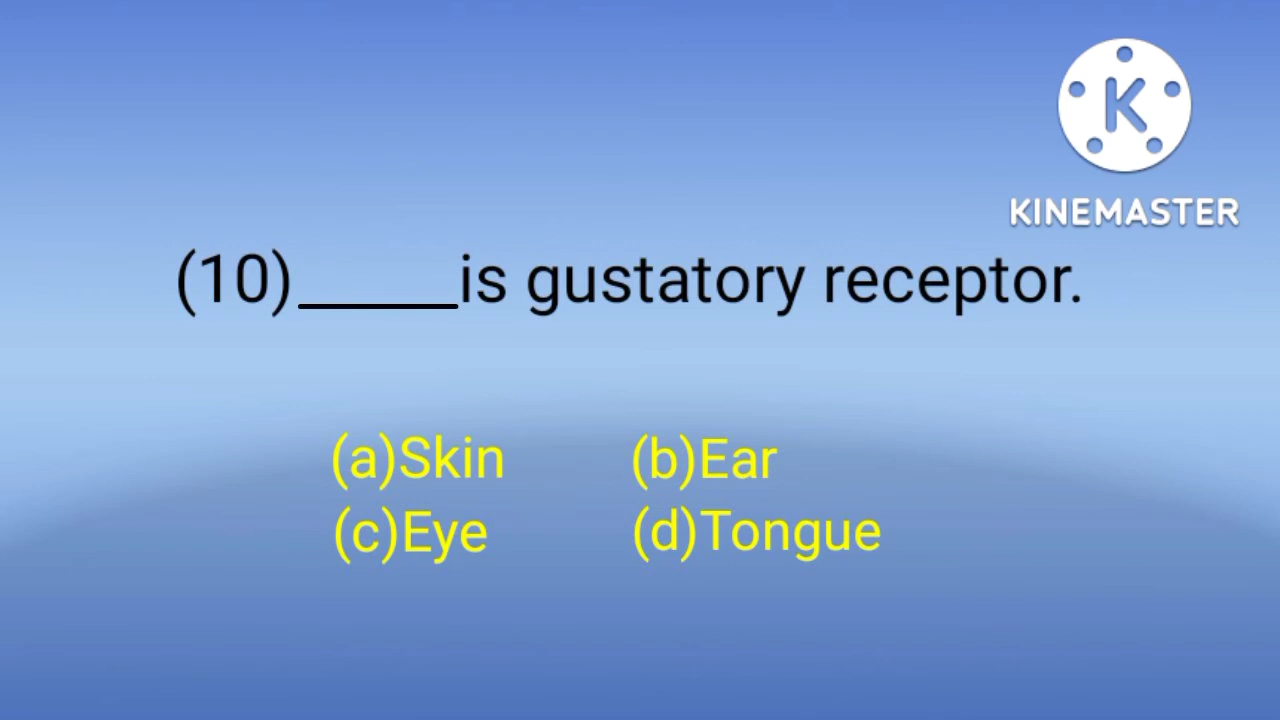 K
KINEMASTER
(10)_____is gustatory receptor.
(a)Skin (b)Ear
(c)Eye (d)Tongue